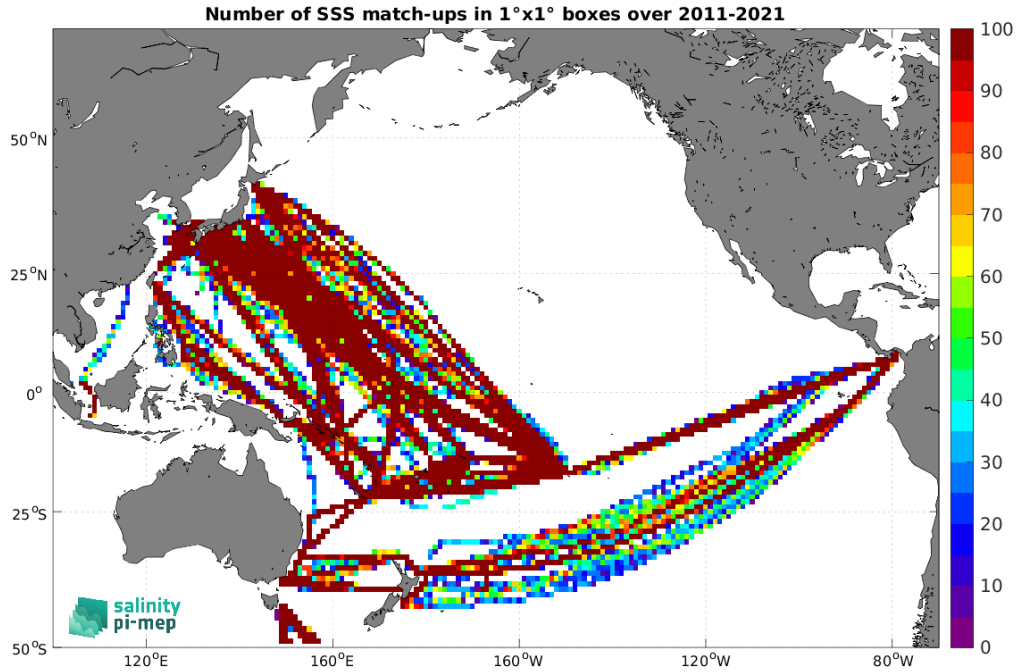 Number of SSS match-ups in 1°x1° boxes over 2011-2021
100
90
80
70
60
50
40
30
20
10
0
50°N
25°N
0°
25°S
50°S
120°E
160°E
160°W
120°W
80°W
salinity
pi-mep